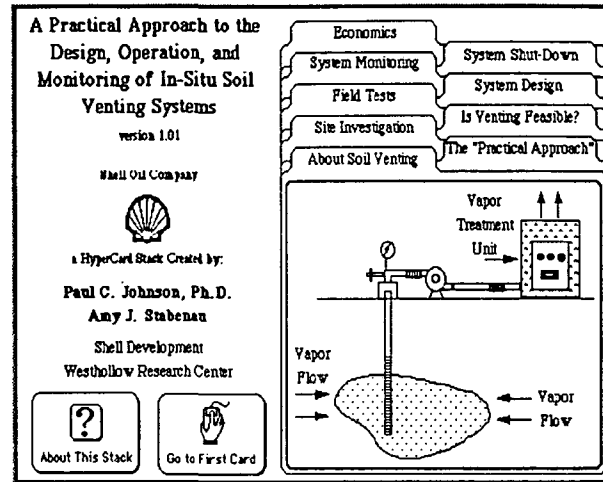 A Practical Approach to the
Design, Operation, and
Monitoring of In-Situ Soil
Venting Systems
version 1.01
Shell Oil Company
a HyperCard Stack Created by:
Paul C. Johnson, Ph.D.
Amy J. Stabenau
Shell Development
Westhollow Research Center
?
About This Stack
Go to First Card
Economics
System Shut-Down
System Monitoring
System Design
Field Tests
Is Venting Feasible?
Site Investigation
The "Practical Approach"
About Soil Venting
Vapor
Treatment
Unit
Vapor
Flow
Vapor
Flow